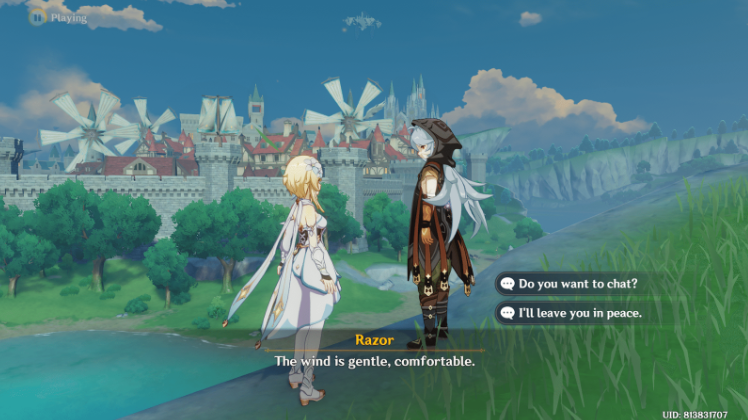 Playing
Do you want to chat?
I'll leave you in peace.
Razor
The wind is gentle, comfortable.
UID: 813831707